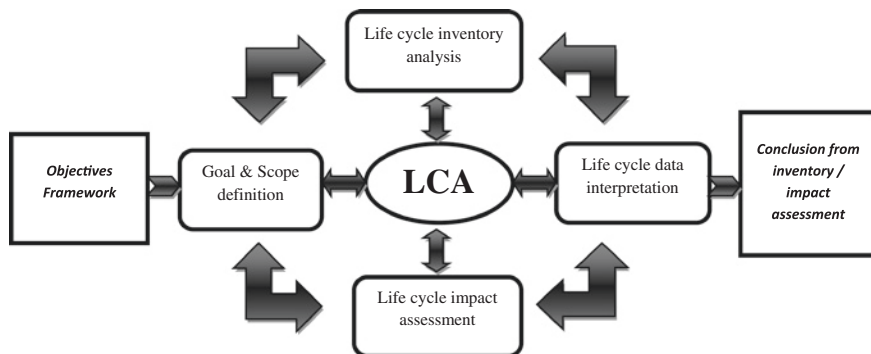 Life cycle inventory
analysis
Objectives
Framework
Goal & Scope
definition
LCA
Life cycle data
interpretation
Conclusion from
inventory /
impact
assessment
Life cycle impact
assessment